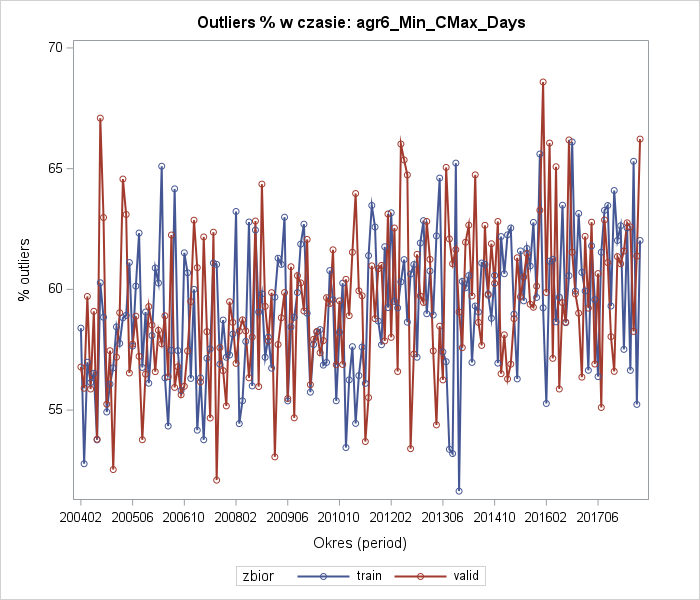 Outliers % w czasie: agr6_Min_CMax_Days
70
65
60
55
% outliers
200402 200506 200610 200802 200906 201010 201202 201306 201410 201602 201706
Okres (period)
zbior train valid